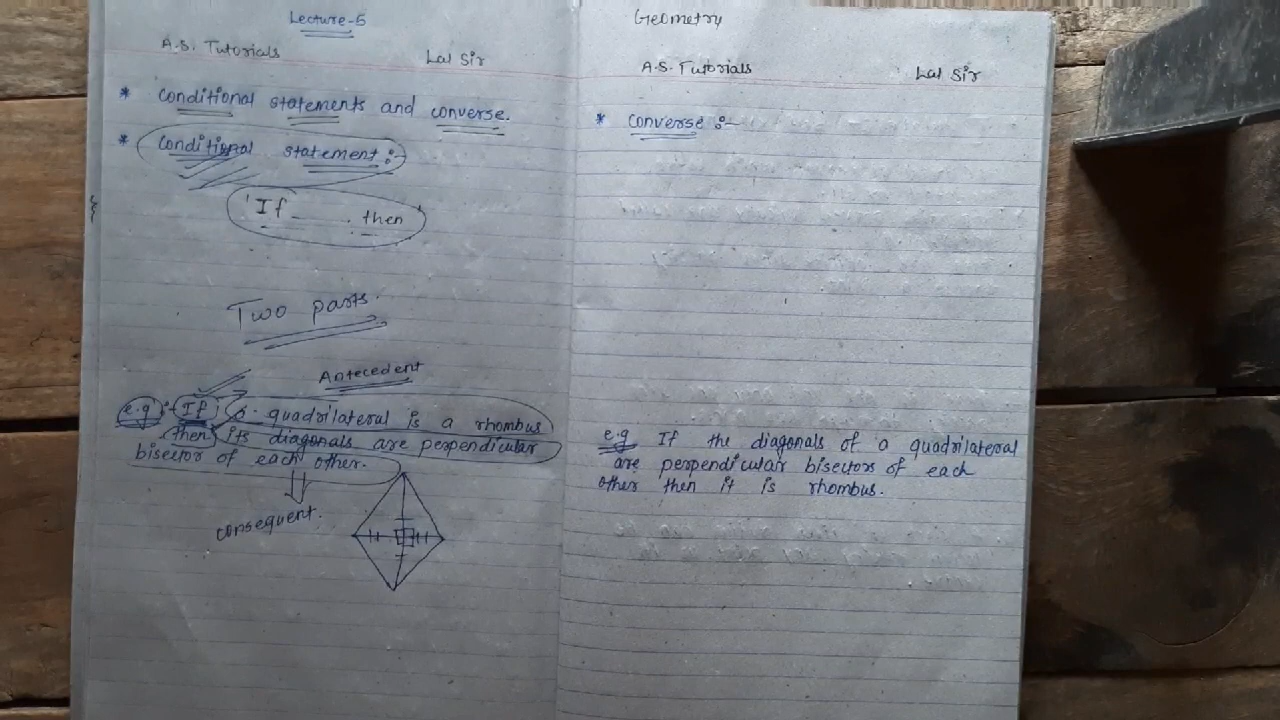 Lecture-5
A.S. Tutorials Lal Sir
* Conditional statements and converse.
* Conditional statement :-
'If ____ . then'
Two parts.
Antecedent
e.g :- If a quadrilateral is a rhombus
then its diagonals are perpendicular
bisector of each other.
consequent.
Geometry
A.S. Tutorials Lal Sir
* Converse :-
e.g If the diagonals of a quadrilateral
are perpendicular bisectors of each
other then it is rhombus.